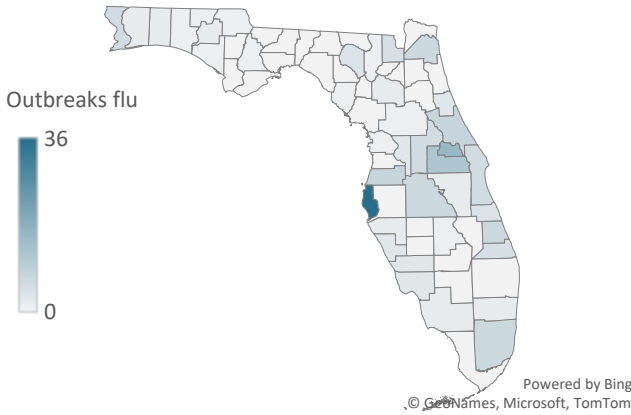 Outbreaks flu
36
0
Powered by Bing
© GeoNames, Microsoft, TomTom